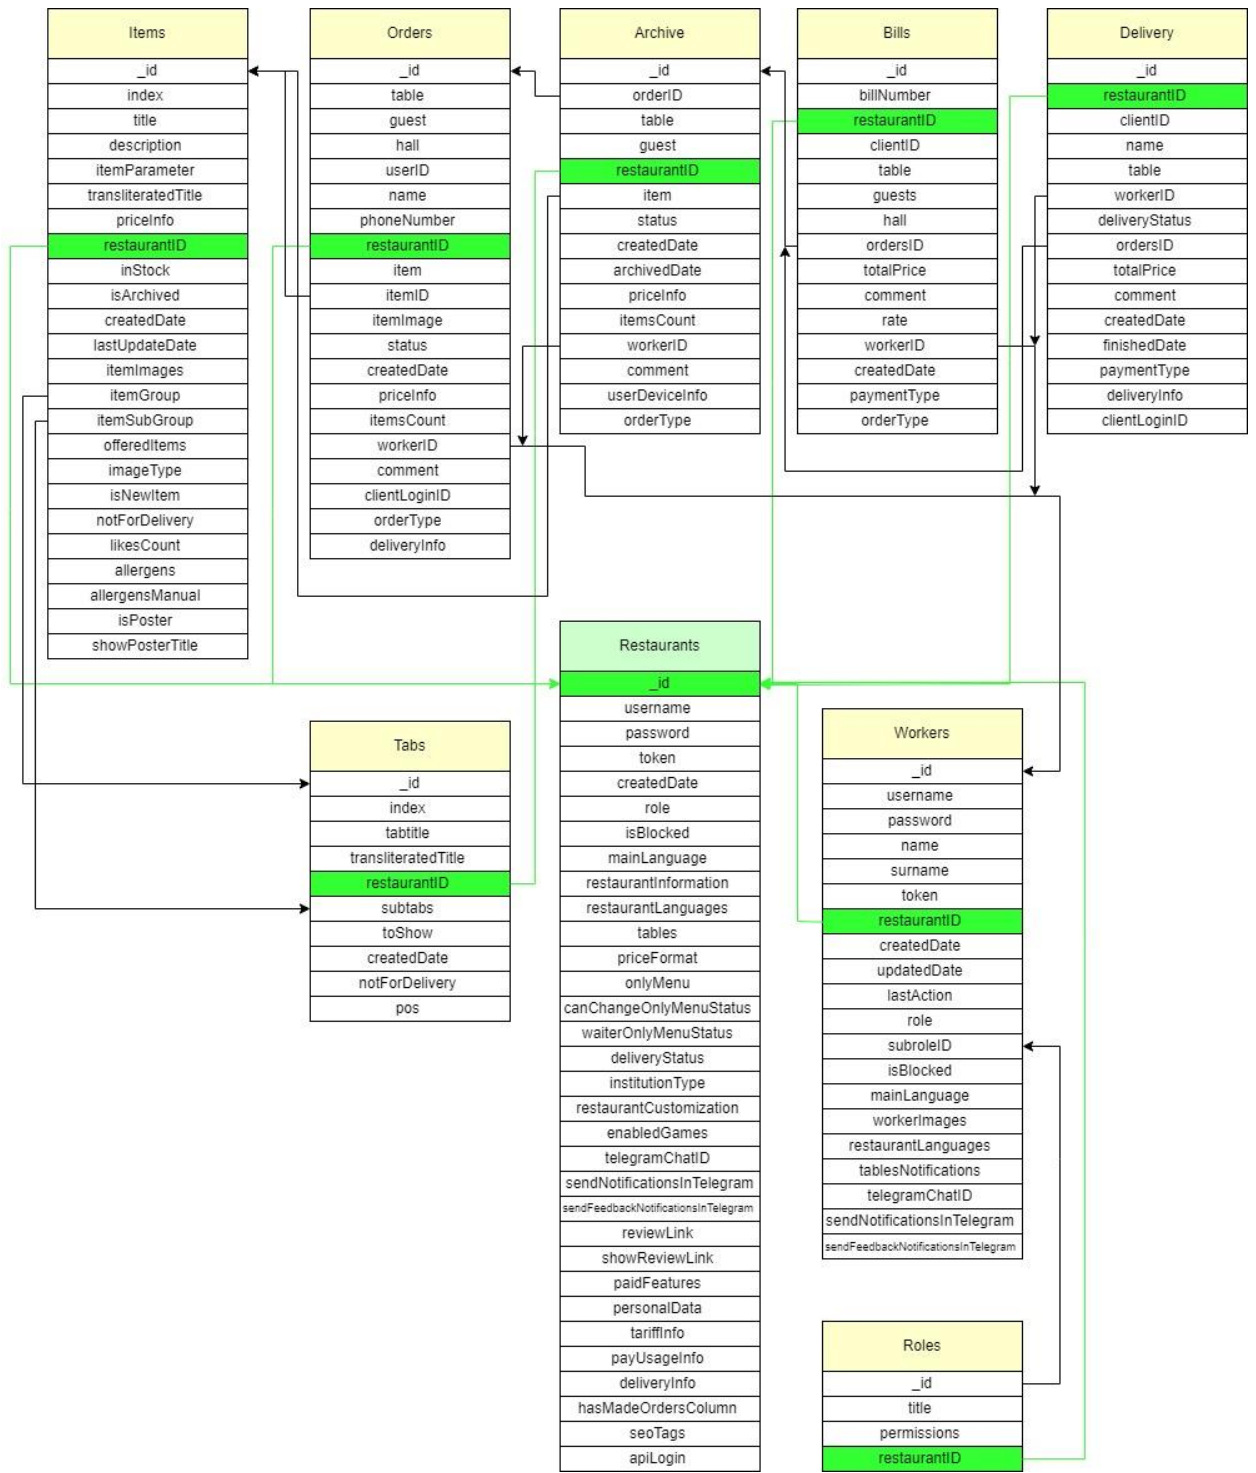 Items
_id
index
title
description
itemParameter
transliteratedTitle
priceInfo
restaurantID
inStock
isArchived
createdDate
lastUpdateDate
itemImages
itemGroup
itemSubGroup
offeredItems
imageType
isNewItem
notForDelivery
likesCount
allergens
allergensManual
isPoster
showPosterTitle
Orders
_id
table
guest
hall
userID
name
phoneNumber
restaurantID
item
itemID
itemImage
status
createdDate
priceInfo
itemsCount
workerID
comment
clientLoginID
orderType
deliveryInfo
Archive
_id
orderID
table
guest
restaurantID
item
status
createdDate
archivedDate
priceInfo
itemsCount
workerID
comment
userDeviceInfo
orderType
Bills
_id
billNumber
restaurantID
clientID
table
guests
hall
ordersID
totalPrice
comment
rate
workerID
createdDate
paymentType
orderType
Delivery
_id
restaurantID
clientID
name
table
workerID
deliveryStatus
ordersID
totalPrice
comment
createdDate
finishedDate
paymentType
deliveryInfo
clientLoginID
Tabs
_id
index
tabtitle
transliteratedTitle
restaurantID
subtabs
toShow
createdDate
notForDelivery
pos
Restaurants
_id
username
password
token
createdDate
role
isBlocked
mainLanguage
restaurantInformation
restaurantLanguages
tables
priceFormat
onlyMenu
canChangeOnlyMenuStatus
waiterOnlyMenuStatus
deliveryStatus
institutionType
restaurantCustomization
enabledGames
telegramChatID
sendNotificationsInTelegram
sendFeedbackNotificationsInTelegram
reviewLink
showReviewLink
paidFeatures
personalData
tariffInfo
payUsageInfo
deliveryInfo
hasMadeOrdersColumn
seoTags
apiLogin
Workers
_id
username
password
name
surname
token
restaurantID
createdDate
updatedDate
lastAction
role
subroleID
isBlocked
mainLanguage
workerImages
restaurantLanguages
tablesNotifications
telegramChatID
sendNotificationsInTelegram
sendFeedbackNotificationsInTelegram
Roles
_id
title
permissions
restaurantID